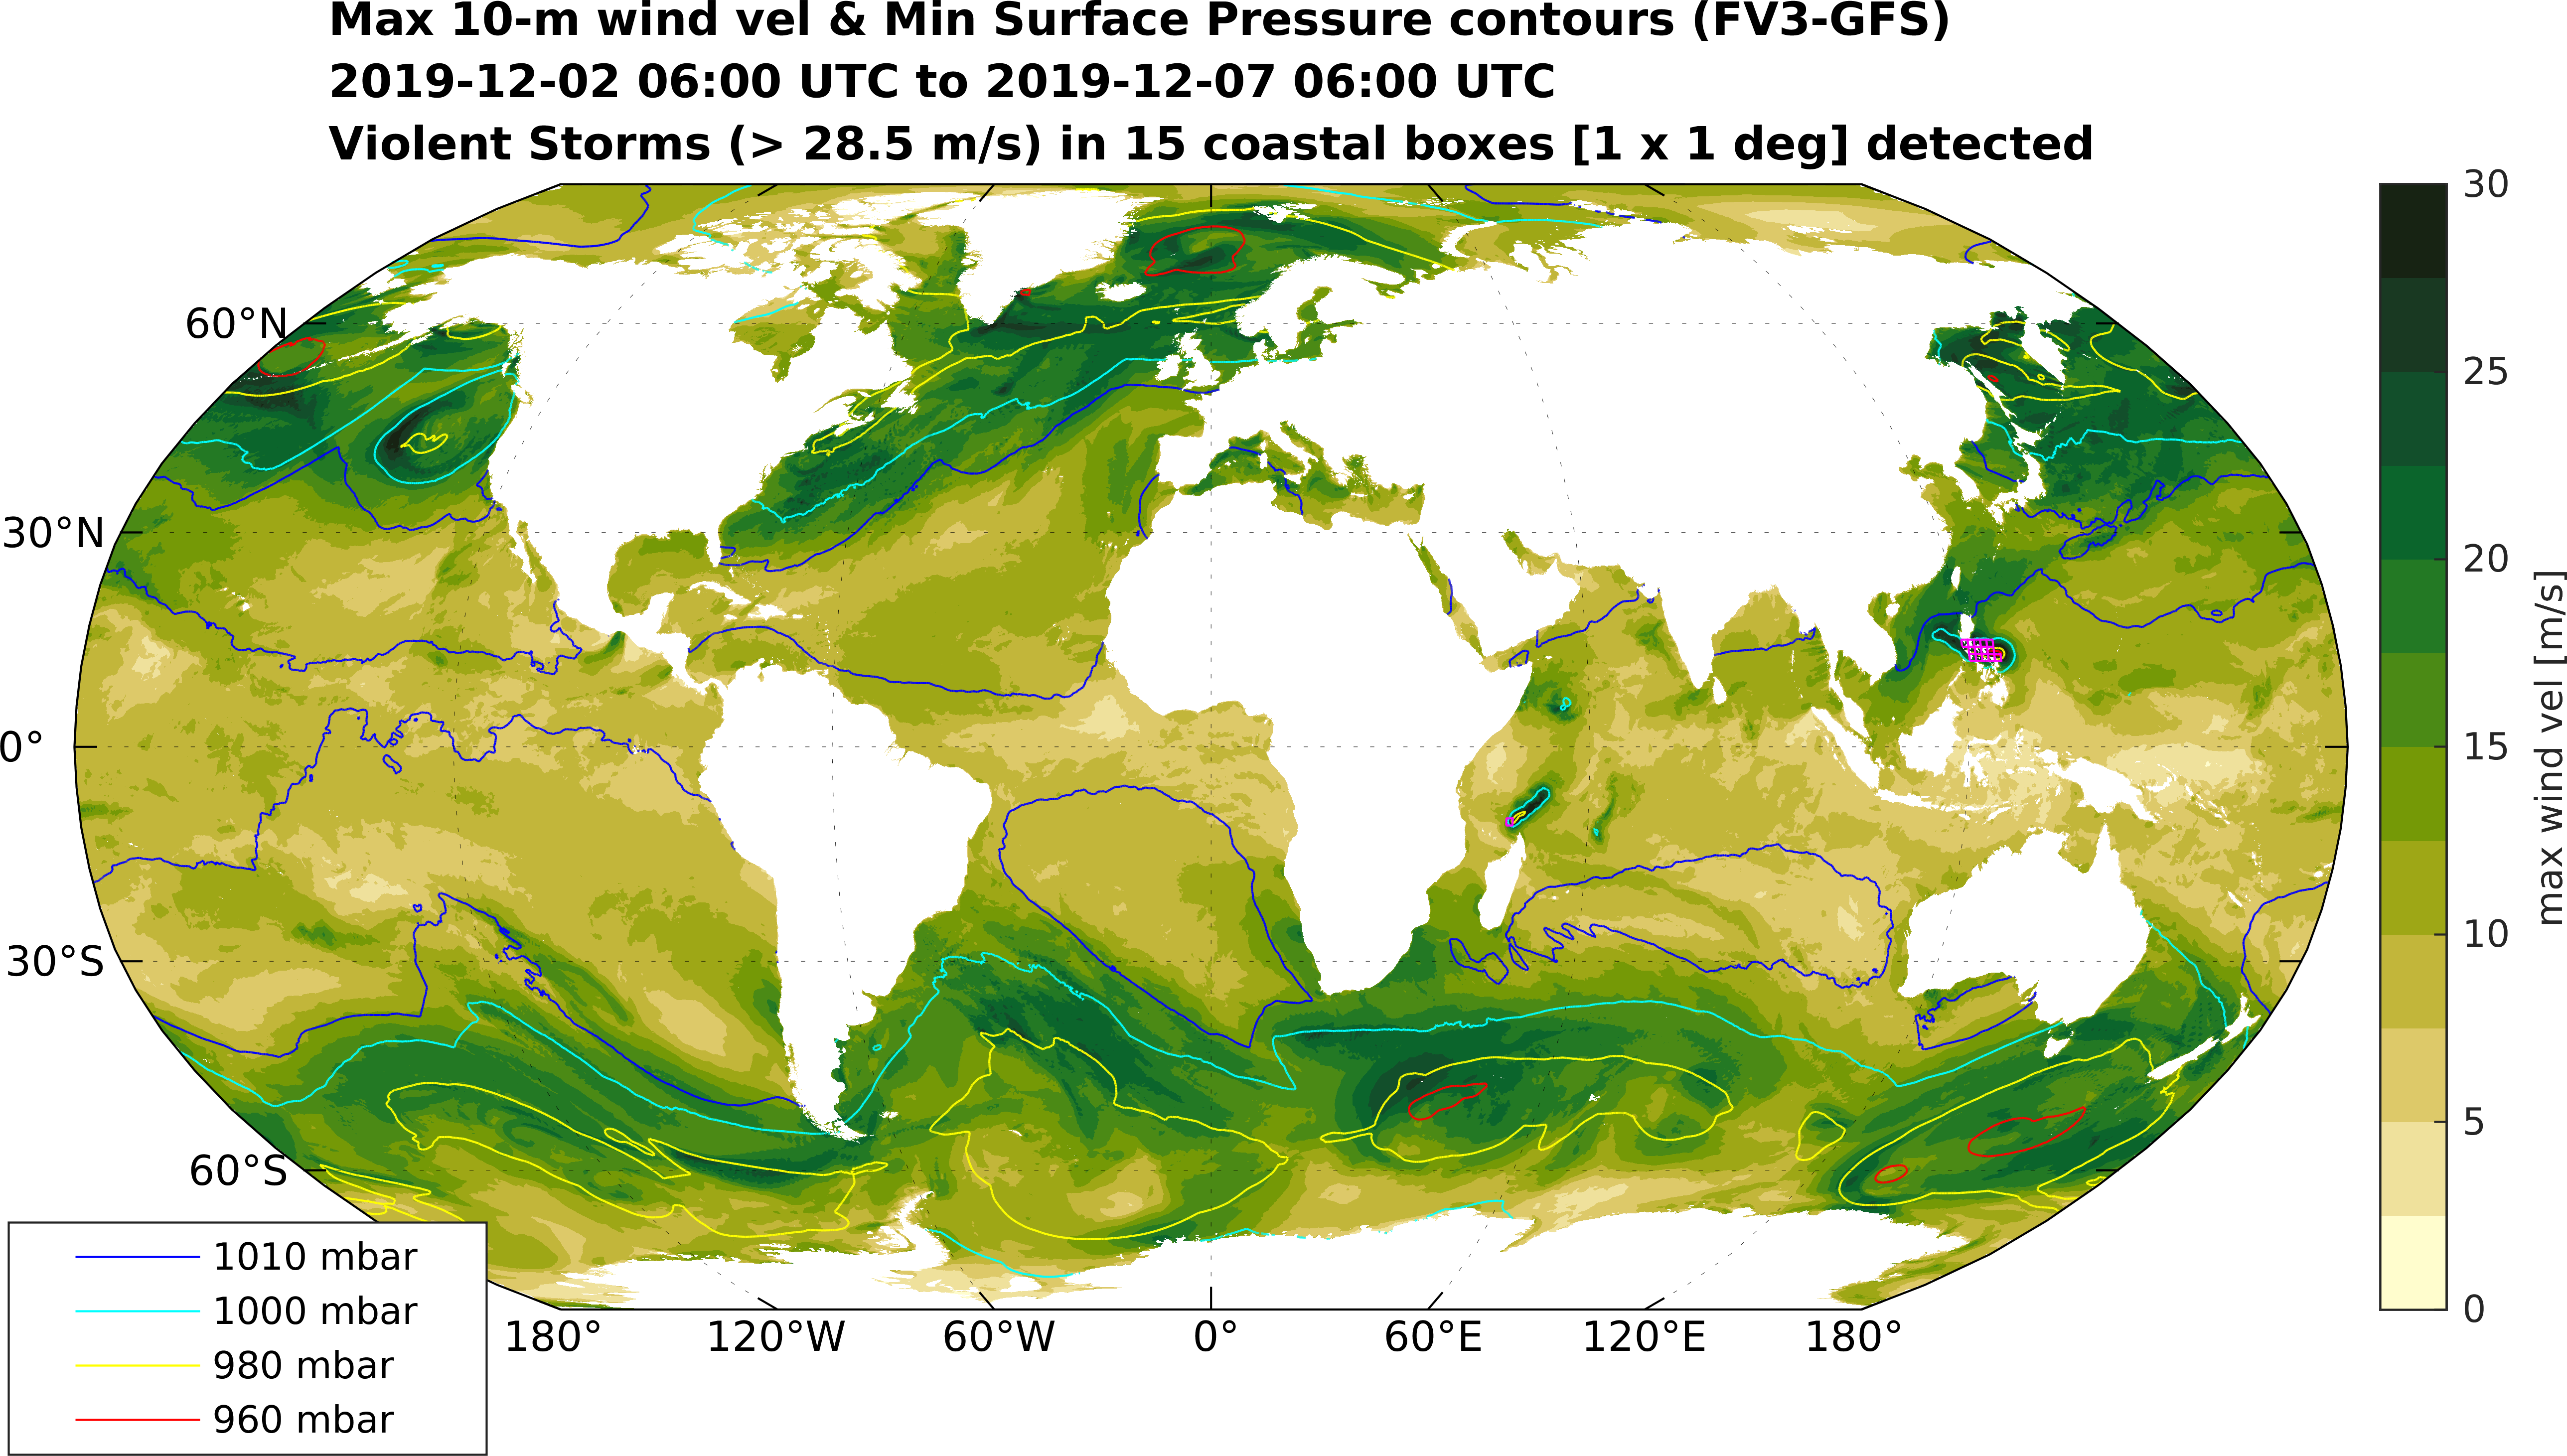 Max 10-m wind vel & Min Surface Pressure contours (FV3-GFS)
2019-12-02 06:00 UTC to 2019-12-07 06:00 UTC
Violent Storms (> 28.5 m/s) in 15 coastal boxes [1 x 1 deg] detected
60°N
30°N
0°
30°S
60°S
180°
120°W
60°W
0°
60°E
120°E
180°
1010 mbar
1000 mbar
980 mbar
960 mbar
30
25
20
15
10
5
0
max wind vel [m/s]